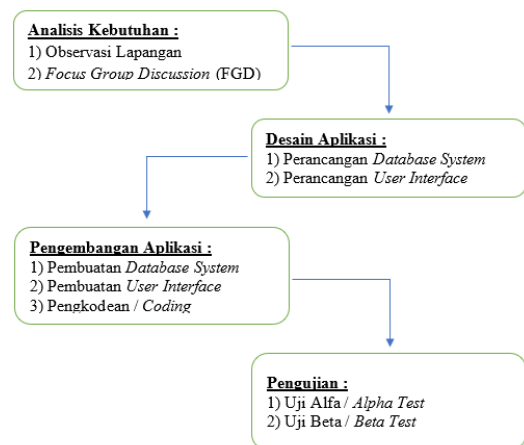 Analisis Kebutuhan :
1) Observasi Lapangan
2) Focus Group Discussion (FGD)
Desain Aplikasi :
1) Perancangan Database System
2) Perancangan User Interface
Pengembangan Aplikasi :
1) Pembuatan Database System
2) Pembuatan User Interface
3) Pengkodean / Coding
Pengujian :
1) Uji Alfa / Alpha Test
2) Uji Beta / Beta Test